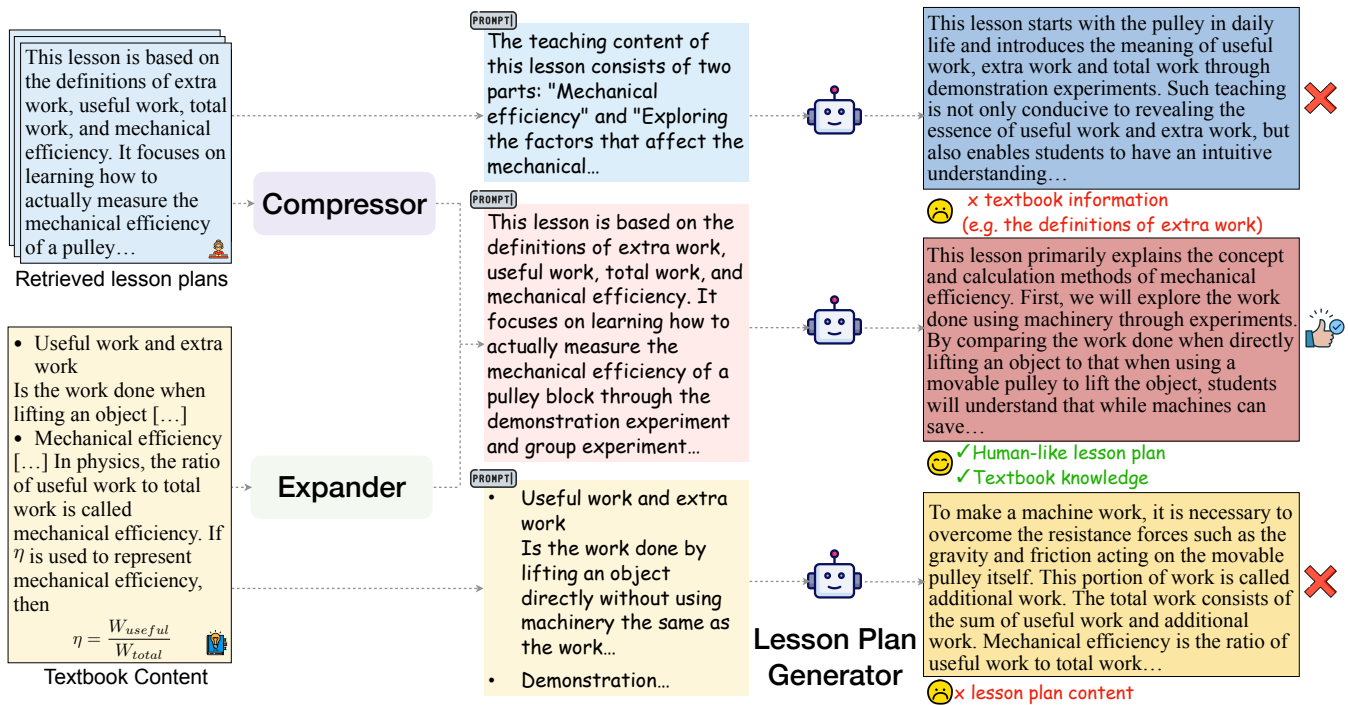 This lesson is based on
the definitions of extra
work, useful work, total
work, and mechanical
efficiency. It focuses on
learning how to
actually measure the
mechanical efficiency
of a pulley…
Retrieved lesson plans
• Useful work and extra
work
Is the work done when
lifting an object […]
• Mechanical efficiency
[…] In physics, the ratio
of useful work to total
work is called
mechanical efficiency. If
η is used to represent
mechanical efficiency,
then
η = W_useful / W_total
Textbook Content
Compressor
Expander
PROMPT
The teaching content of
this lesson consists of two
parts: "Mechanical
efficiency" and "Exploring
the factors that affect the
mechanical…
PROMPT
This lesson is based on the
definitions of extra work,
useful work, total work, and
mechanical efficiency. It
focuses on learning how to
actually measure the
mechanical efficiency of a
pulley block through the
demonstration experiment
and group experiment…
PROMPT
• Useful work and extra
work
Is the work done by
lifting an object
directly without using
machinery the same as
the work…
• Demonstration…
Lesson Plan
Generator
This lesson starts with the pulley in daily
life and introduces the meaning of useful
work, extra work and total work through
demonstration experiments. Such teaching
is not only conducive to revealing the
essence of useful work and extra work, but
also enables students to have an intuitive
understanding…
x textbook information
(e.g. the definitions of extra work)
This lesson primarily explains the concept
and calculation methods of mechanical
efficiency. First, we will explore the work
done using machinery through experiments.
By comparing the work done when directly
lifting an object to that when using a
movable pulley to lift the object, students
will understand that while machines can
save…
✓Human-like lesson plan
✓Textbook knowledge
To make a machine work, it is necessary to
overcome the resistance forces such as the
gravity and friction acting on the movable
pulley itself. This portion of work is called
additional work. The total work consists of
the sum of useful work and additional
work. Mechanical efficiency is the ratio of
useful work to total work…
x lesson plan content